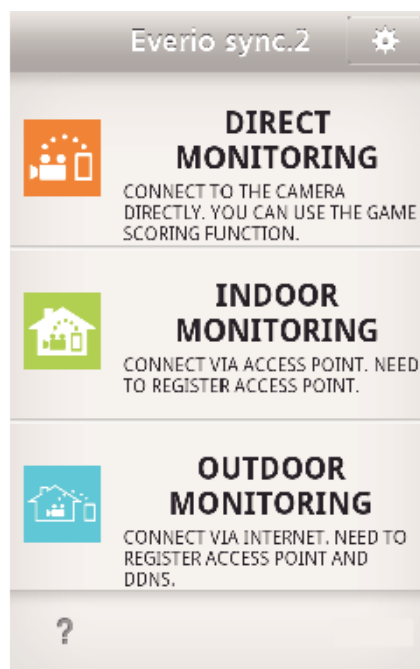 Everio sync.2
DIRECT
MONITORING
CONNECT TO THE CAMERA
DIRECTLY. YOU CAN USE THE GAME
SCORING FUNCTION.
INDOOR
MONITORING
CONNECT VIA ACCESS POINT. NEED
TO REGISTER ACCESS POINT.
OUTDOOR
MONITORING
CONNECT VIA INTERNET. NEED TO
REGISTER ACCESS POINT AND
DDNS.
?